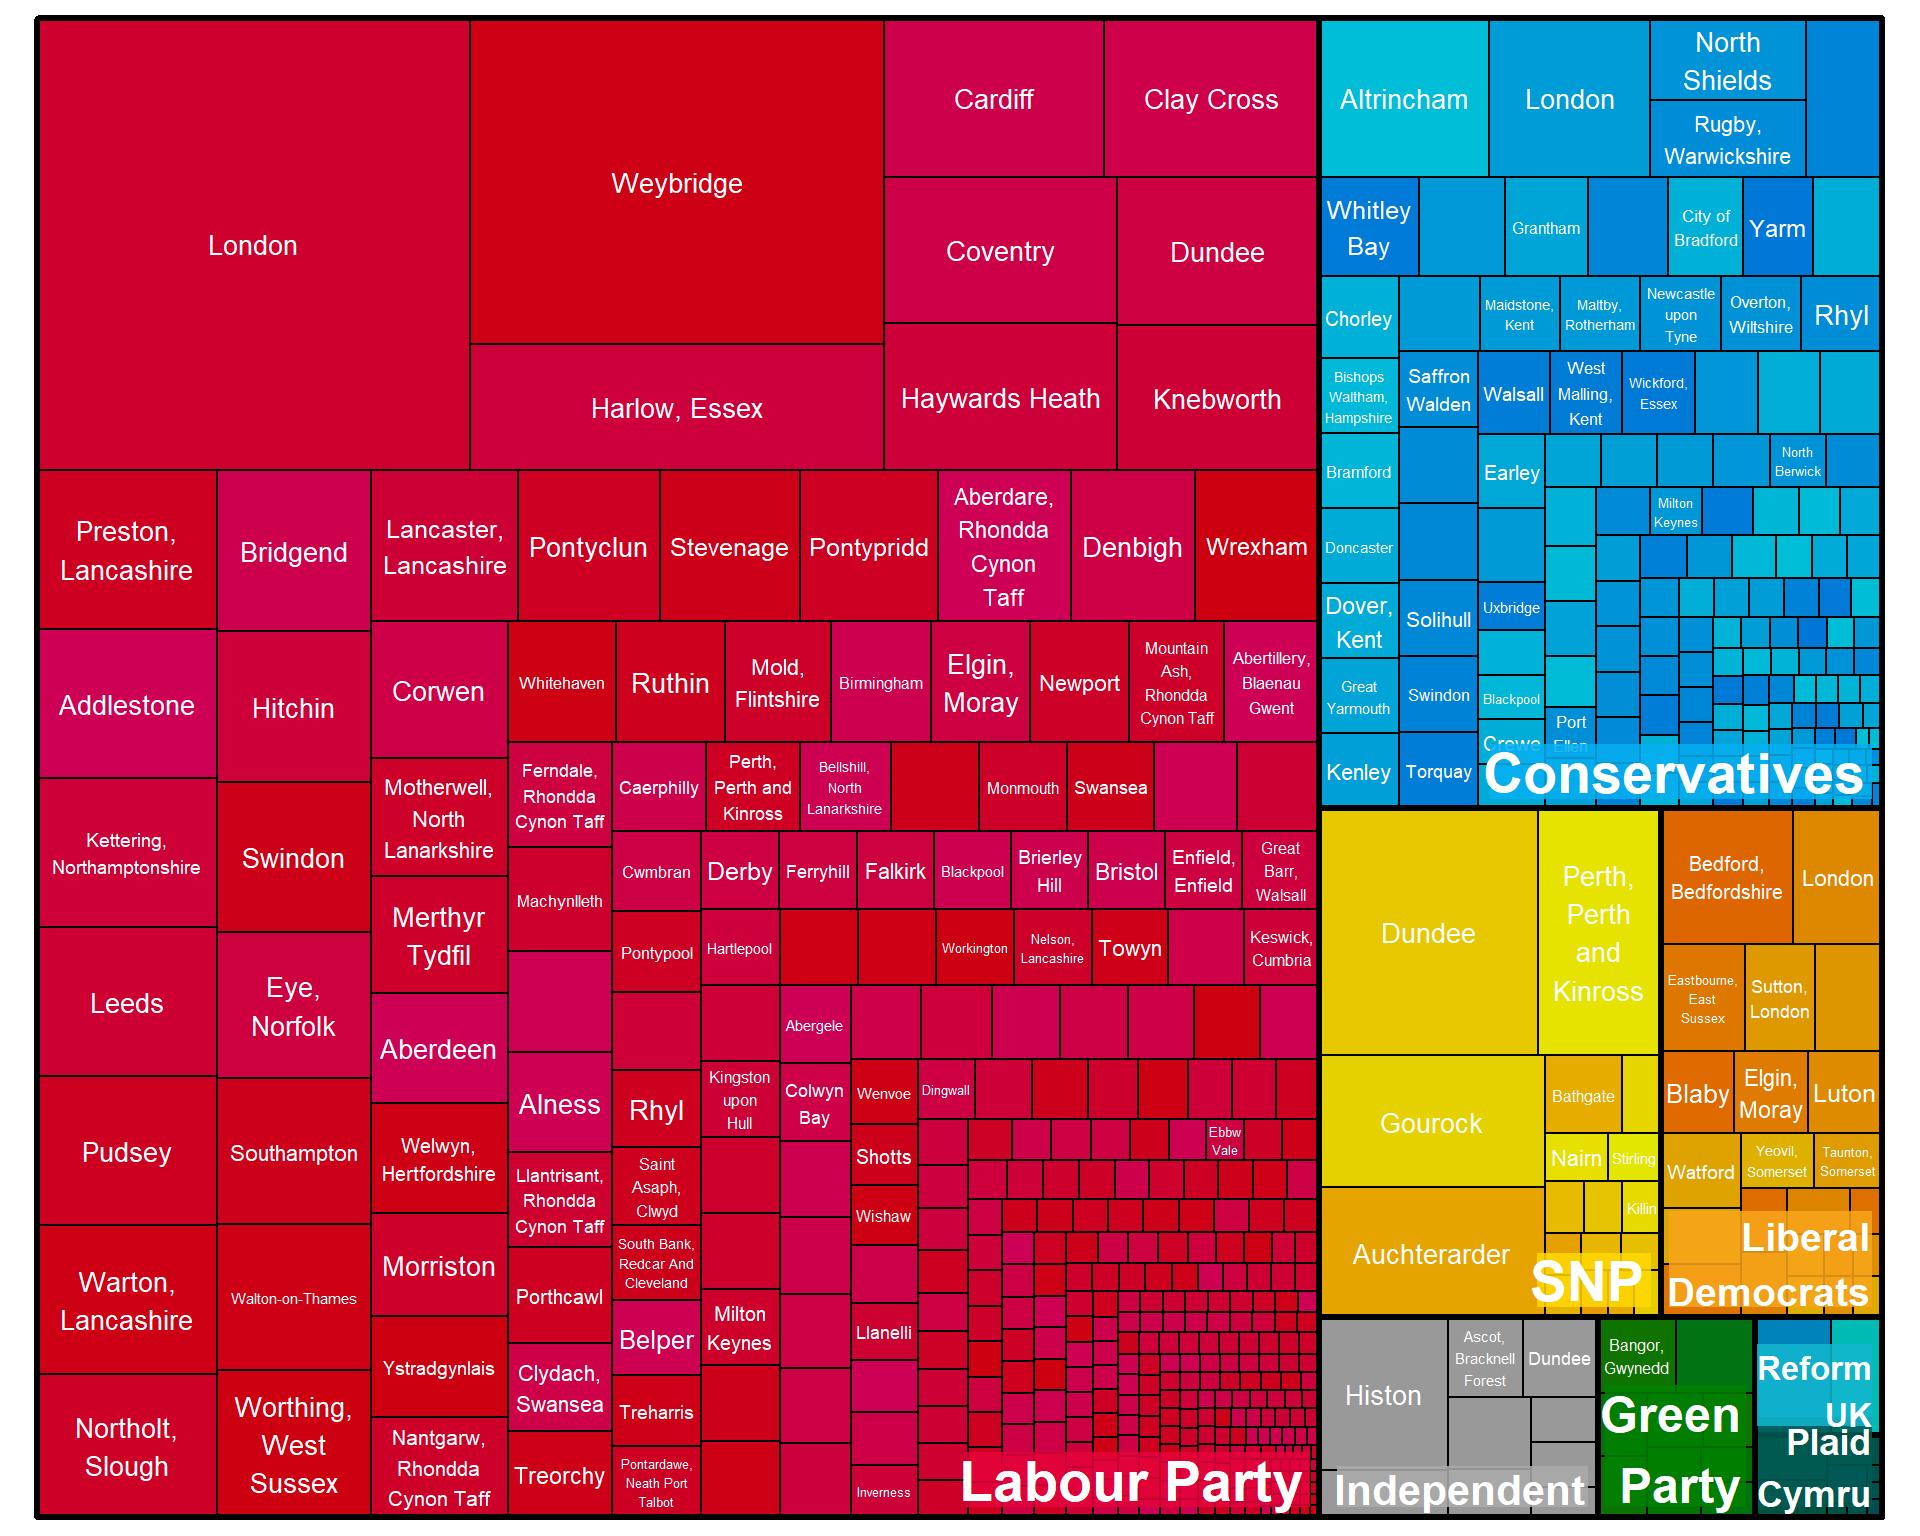 London
Weybridge
Harlow, Essex
Cardiff
Clay Cross
Coventry
Dundee
Haywards Heath
Knebworth
Preston,
Lancashire
Bridgend
Lancaster,
Lancashire
Pontyclun
Stevenage
Pontypridd
Aberdare,
Rhondda
Cynon
Taff
Denbigh
Wrexham
Addlestone
Hitchin
Corwen
Whitehaven
Ruthin
Mold,
Flintshire
Birmingham
Elgin,
Moray
Newport
Mountain
Ash,
Rhondda
Cynon Taff
Abertillery,
Blaenau
Gwent
Kettering,
Northamptonshire
Swindon
Motherwell,
North
Lanarkshire
Ferndale,
Rhondda
Cynon Taff
Caerphilly
Perth,
Perth and
Kinross
Bellshill,
North
Lanarkshire
Monmouth
Swansea
Machynlleth
Cwmbran
Derby
Ferryhill
Falkirk
Blackpool
Brierley
Hill
Bristol
Enfield,
Enfield
Great
Barr,
Walsall
Leeds
Eye,
Norfolk
Merthyr
Tydfil
Pontypool
Hartlepool
Workington
Nelson,
Lancashire
Towyn
Keswick,
Cumbria
Aberdeen
Abergele
Pudsey
Southampton
Welwyn,
Hertfordshire
Alness
Rhyl
Kingston
upon
Hull
Colwyn
Bay
Wenvoe
Dingwall
Llantrisant,
Rhondda
Cynon Taff
Saint
Asaph,
Clwyd
Shotts
Ebbw
Vale
Wishaw
Warton,
Lancashire
Walton-on-Thames
Morriston
Porthcawl
South Bank,
Redcar And
Cleveland
Milton
Keynes
Llanelli
Belper
Ystradgynlais
Clydach,
Swansea
Treharris
Northolt,
Slough
Worthing,
West
Sussex
Nantgarw,
Rhondda
Cynon Taff
Treorchy
Pontardawe,
Neath Port
Talbot
Inverness
Labour Party
Altrincham
London
North
Shields
Rugby,
Warwickshire
Whitley
Bay
Grantham
City of
Bradford
Yarm
Chorley
Maidstone,
Kent
Maltby,
Rotherham
Newcastle
upon
Tyne
Overton,
Wiltshire
Rhyl
Bishops
Waltham,
Hampshire
Saffron
Walden
Walsall
West
Malling,
Kent
Wickford,
Essex
Bramford
Earley
North
Berwick
Milton
Keynes
Doncaster
Dover,
Kent
Solihull
Uxbridge
Great
Yarmouth
Swindon
Blackpool
Port
Ellen
Crewe
Kenley
Torquay
Conservatives
Dundee
Perth,
Perth
and
Kinross
Gourock
Bathgate
Nairn
Stirling
Killin
Auchterarder
SNP
Bedford,
Bedfordshire
London
Eastbourne,
East
Sussex
Sutton,
London
Blaby
Elgin,
Moray
Luton
Watford
Yeovil,
Somerset
Taunton,
Somerset
Liberal
Democrats
Histon
Ascot,
Bracknell
Forest
Dundee
Independent
Bangor,
Gwynedd
Green
Party
Reform
UK
Plaid
Cymru